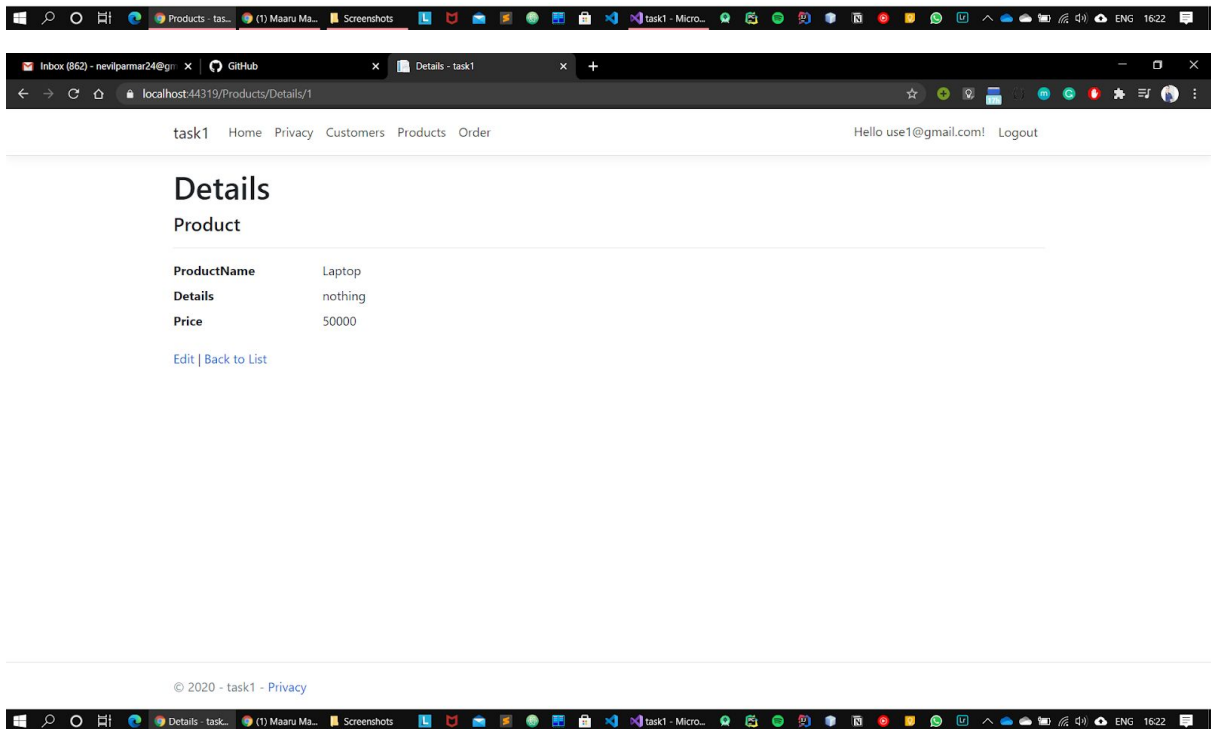 Products - tas... (1) Maaru Ma... Screenshots L task1 - Micro... Lr ENG 16:22
Inbox (862) - nevilparmar24@gm GitHub Details - task1
localhost:44319/Products/Details/1
task1 Home Privacy Customers Products Order Hello use1@gmail.com! Logout
Details
Product
ProductName Laptop
Details nothing
Price 50000
Edit | Back to List
© 2020 - task1 - Privacy
Details - task... (1) Maaru Ma... Screenshots L task1 - Micro... Lr ENG 16:22